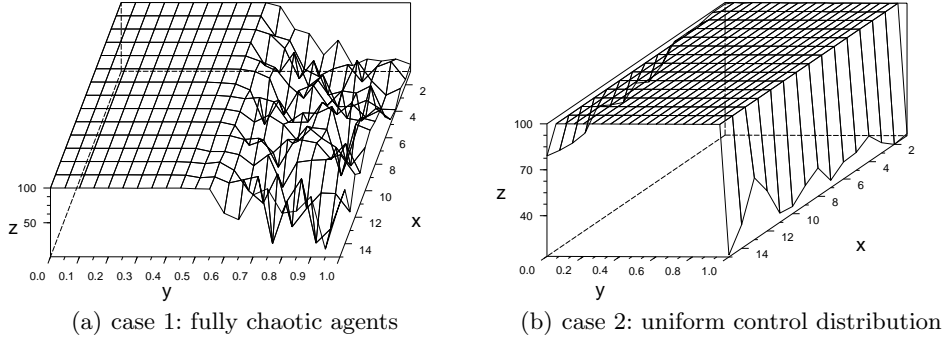 100
50
z
0.0 0.1 0.2 0.3 0.4 0.5 0.6 0.7 0.8 0.9 1.0
y
2
4
6
8
10
12
14
x
(a) case 1: fully chaotic agents
100
70
40
z
0.0 0.2 0.4 0.6 0.8 1.0
y
2
4
6
8
10
12
14
x
(b) case 2: uniform control distribution